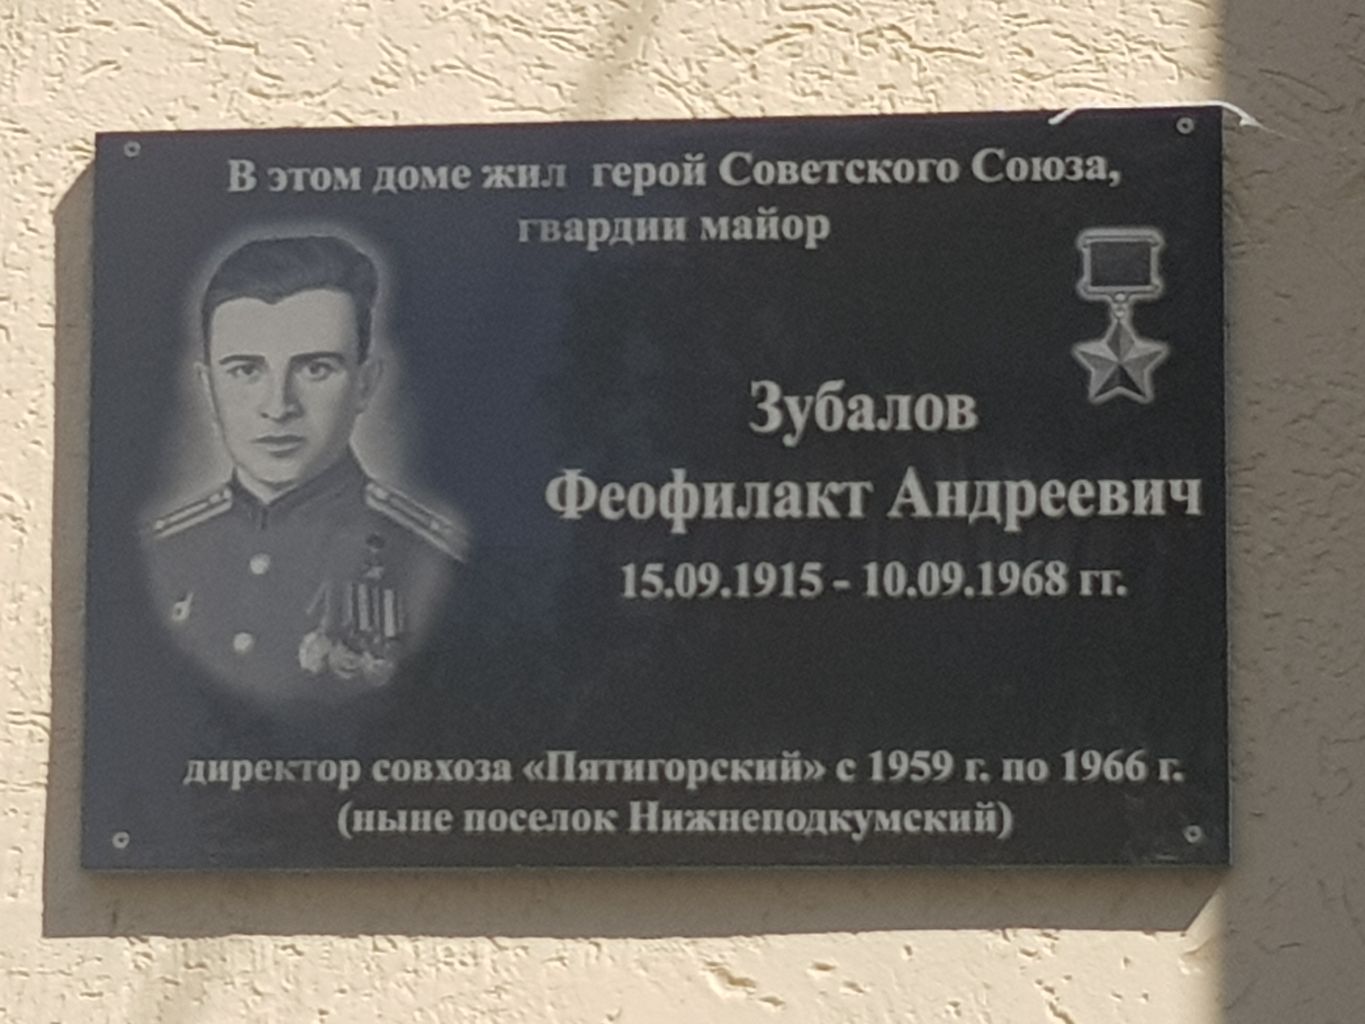 В этом доме жил герой Советского Союза,
гвардии майор
Зубалов
Феофилакт Андреевич
15.09.1915 - 10.09.1968 гг.
директор совхоза «Пятигорский» с 1959 г. по 1966 г.
(ныне поселок Нижнеподкумский)